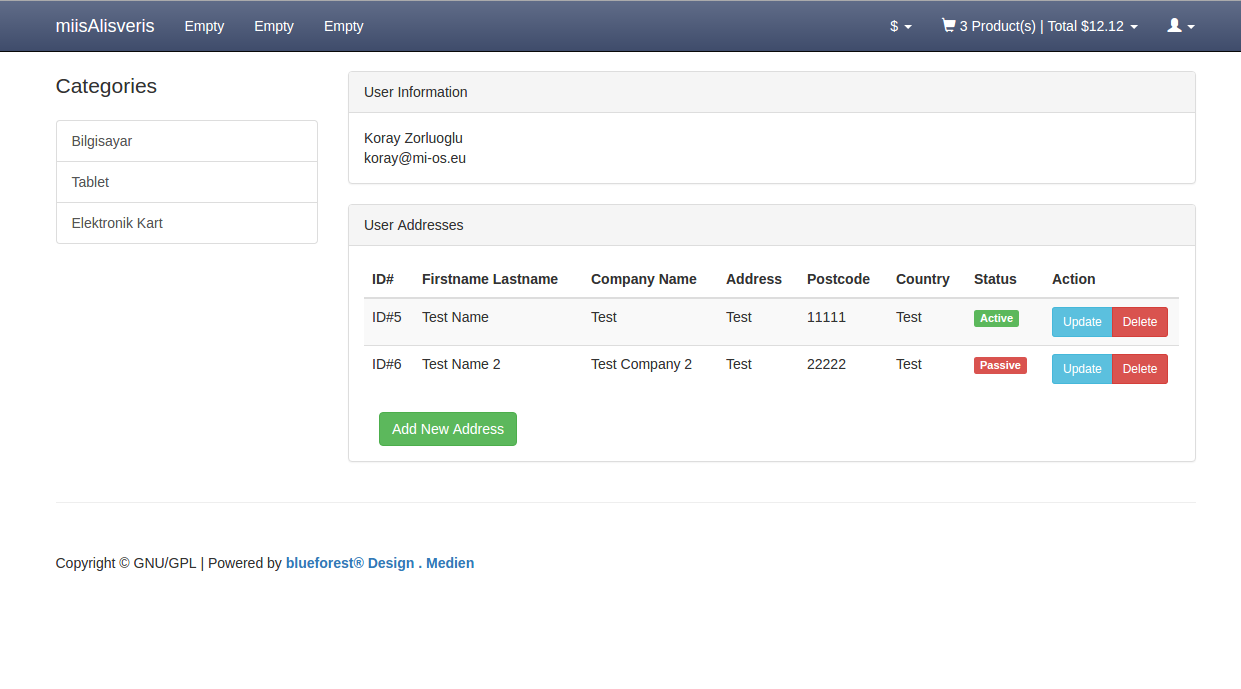 miisAlisveris Empty Empty Empty $ 3 Product(s) | Total $12.12
Categories
Bilgisayar
Tablet
Elektronik Kart
User Information
Koray Zorluoglu
koray@mi-os.eu
User Addresses
ID# Firstname Lastname Company Name Address Postcode Country Status Action
ID#5 Test Name Test Test 11111 Test Active Update Delete
ID#6 Test Name 2 Test Company 2 Test 22222 Test Passive Update Delete
Add New Address
Copyright © GNU/GPL | Powered by blueforest® Design . Medien